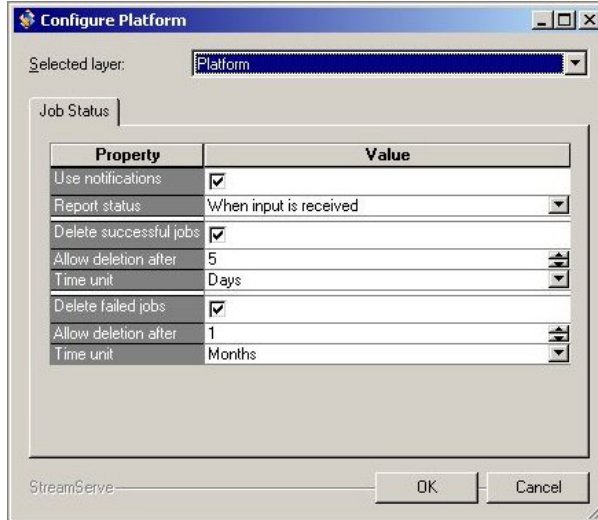 Configure Platform
Selected layer: Platform
Job Status
Property Value
Use notifications
Report status When input is received
Delete successful jobs
Allow deletion after 5
Time unit Days
Delete failed jobs
Allow deletion after 1
Time unit Months
StreamServe OK Cancel